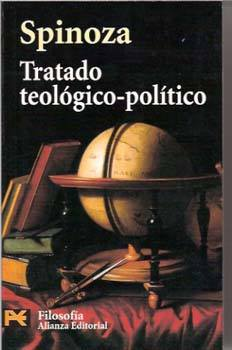 Spinoza
Tratado
teológico-político
Filosofía
Alianza Editorial